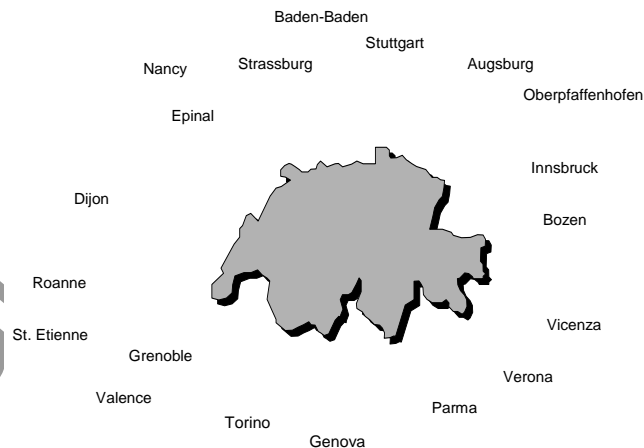 Baden-Baden
Stuttgart
Strassburg
Augsburg
Nancy
Oberpfaffenhofen
Epinal
Innsbruck
Dijon
Bozen
Roanne
St. Etienne
Vicenza
Grenoble
Verona
Valence
Parma
Torino
Genova